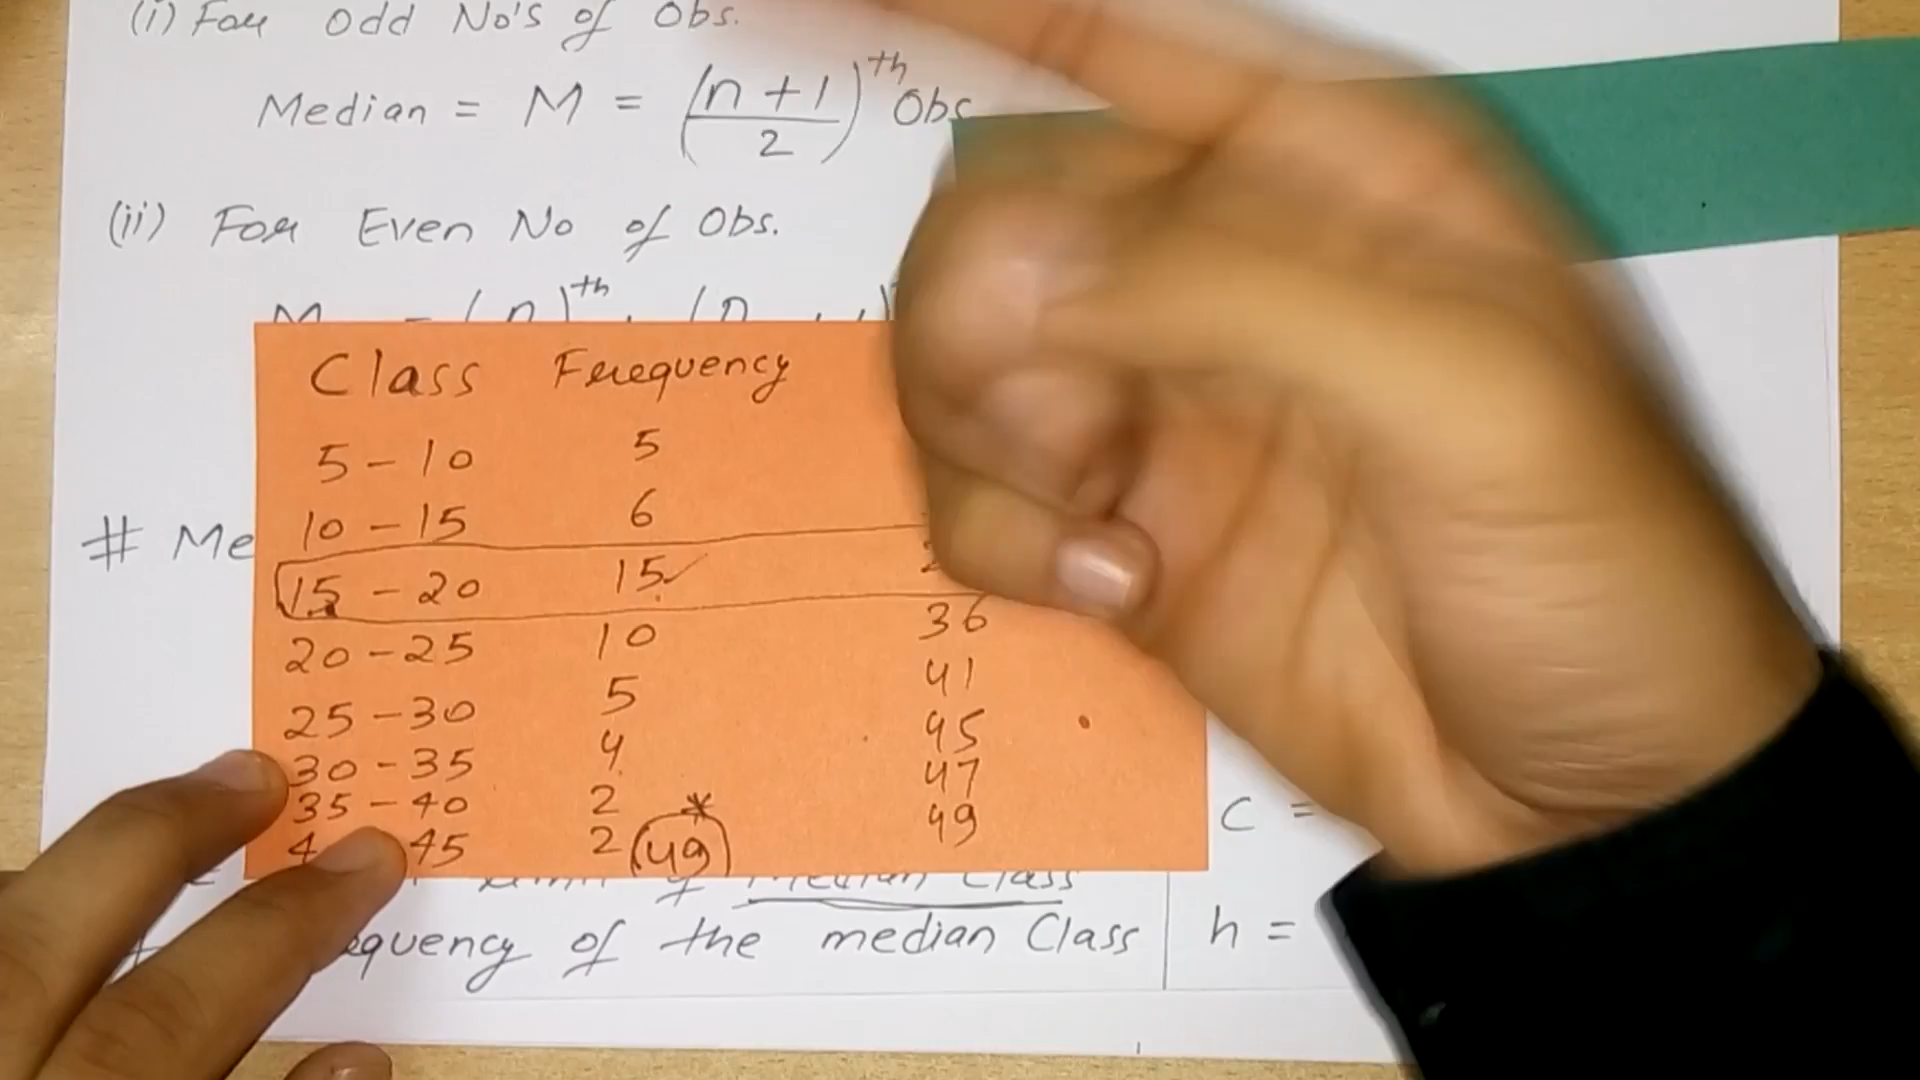 (i) For Odd No's of Obs.
Median = M = (n+1/2)th Obs
(ii) For Even No of Obs.
Class Frequency
5-10 5
10-15 6
15-20 15✓
20-25 10 36
25-30 5 41
30-35 4 45
35-40 2 * 47
45 2 49 49
# Me
Median Class
equency of the median Class
c =
h =